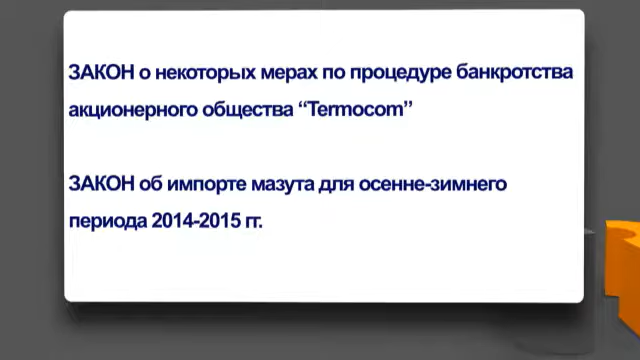 ЗАКОН о некоторых мерах по процедуре банкротства
акционерного общества “Termocom”
ЗАКОН об импорте мазута для осенне-зимнего
периода 2014-2015 гг.